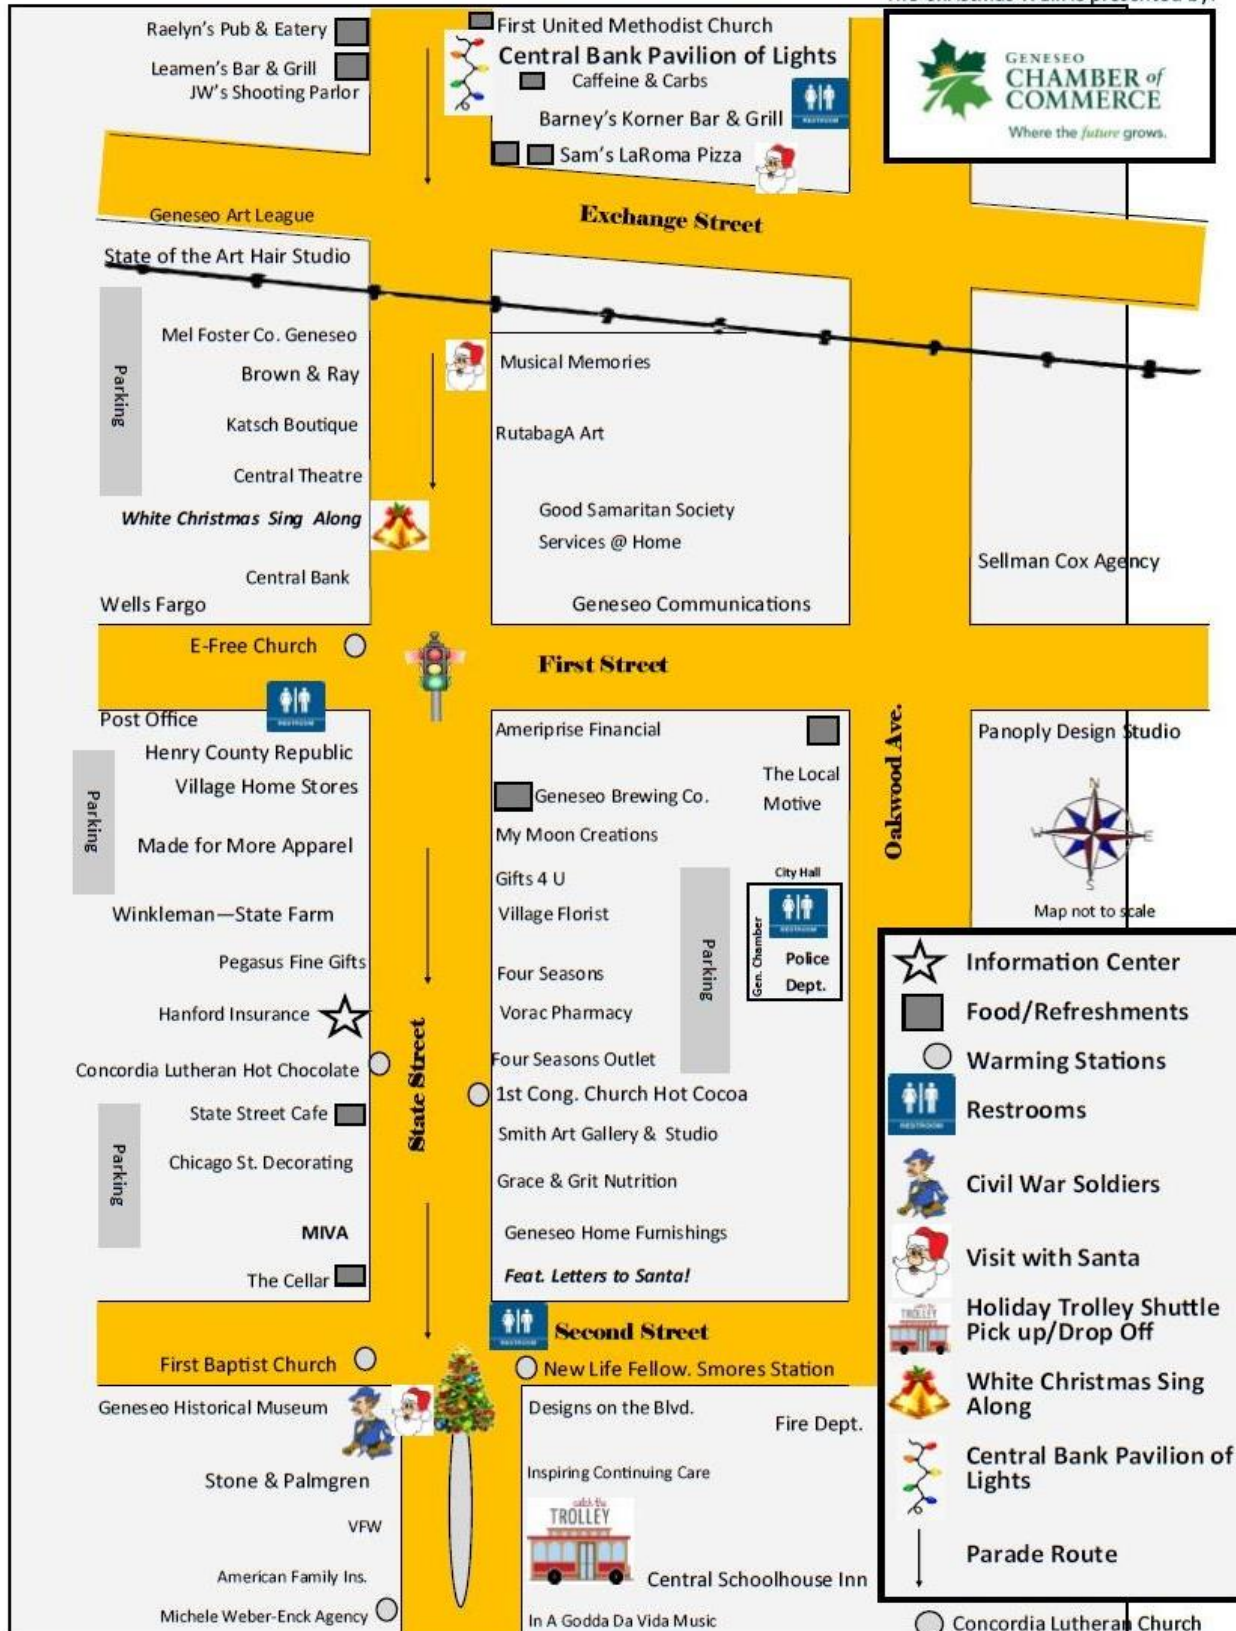 Raelyn's Pub & Eatery
Leamen's Bar & Grill
JW's Shooting Parlor
First United Methodist Church
Central Bank Pavilion of Lights
Caffeine & Carbs
Barney's Korner Bar & Grill
RESTROOM
Sam's LaRoma Pizza
GENESEO
CHAMBER of
COMMERCE
Where the future grows.
Exchange Street
Geneseo Art League
State of the Art Hair Studio
Parking
Mel Foster Co. Geneseo
Brown & Ray
Katsch Boutique
Central Theatre
White Christmas Sing Along
Central Bank
Wells Fargo
Musical Memories
RutabagA Art
Good Samaritan Society
Services @ Home
Geneseo Communications
Sellman Cox Agency
E-Free Church
First Street
RESTROOM
Post Office
Henry County Republic
Village Home Stores
Parking
Made for More Apparel
Winkleman—State Farm
Pegasus Fine Gifts
Hanford Insurance
Concordia Lutheran Hot Chocolate
State Street Cafe
Chicago St. Decorating
Parking
MIVA
The Cellar
State Street
Ameriprise Financial
The Local
Motive
Geneseo Brewing Co.
My Moon Creations
Gifts 4 U
Village Florist
Four Seasons
Vorac Pharmacy
Four Seasons Outlet
1st Cong. Church Hot Cocoa
Smith Art Gallery & Studio
Grace & Grit Nutrition
Geneseo Home Furnishings
Feat. Letters to Santa!
Parking
City Hall
Gen. Chamber
RESTROOM
Police
Dept.
Oakwood Ave.
Panoply Design Studio
N
W
E
S
Map not to scale
Information Center
Food/Refreshments
Warming Stations
RESTROOM
Restrooms
Civil War Soldiers
Visit with Santa
TROLLEY
Holiday Trolley Shuttle
Pick up/Drop Off
White Christmas Sing
Along
Central Bank Pavilion of
Lights
Parade Route
RESTROOM
Second Street
First Baptist Church
New Life Fellow. Smores Station
Geneseo Historical Museum
Stone & Palmgren
VFW
American Family Ins.
Michele Weber-Enck Agency
Designs on the Blvd.
Fire Dept.
Inspiring Continuing Care
catch the
TROLLEY
Central Schoolhouse Inn
In A Godda Da Vida Music
Concordia Lutheran Church